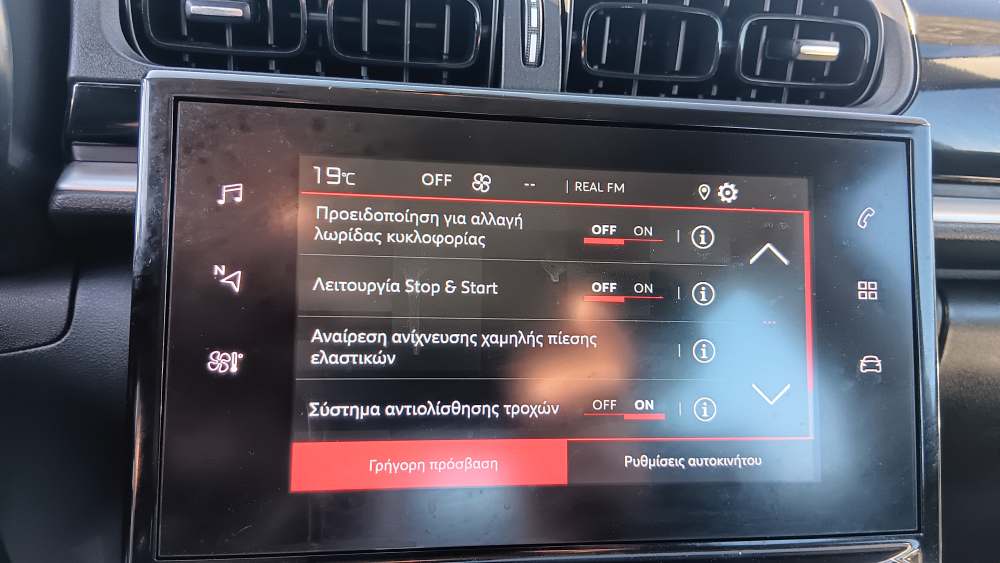 19°C OFF -- | REAL FM
Προειδοποίηση για αλλαγή
λωρίδας κυκλοφορίας
OFF ON
Λειτουργία Stop & Start
OFF ON
Αναίρεση ανίχνευσης χαμηλής πίεσης
ελαστικών
Σύστημα αντιολίσθησης τροχών
OFF ON
Γρήγορη πρόσβαση
Ρυθμίσεις αυτοκινήτου
N